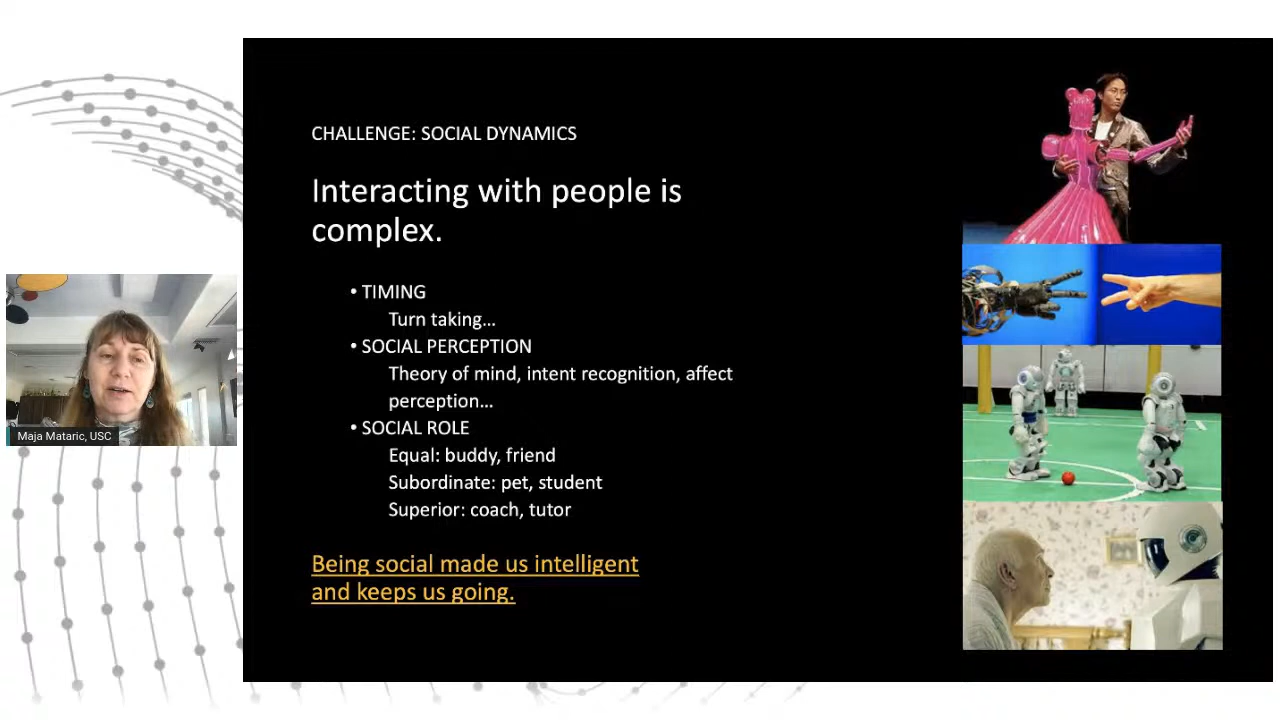 CHALLENGE: SOCIAL DYNAMICS
Interacting with people is
complex.
• TIMING
Turn taking...
• SOCIAL PERCEPTION
Theory of mind, intent recognition, affect
perception...
• SOCIAL ROLE
Equal: buddy, friend
Subordinate: pet, student
Superior: coach, tutor
Being social made us intelligent
and keeps us going.
Maja Mataric, USC